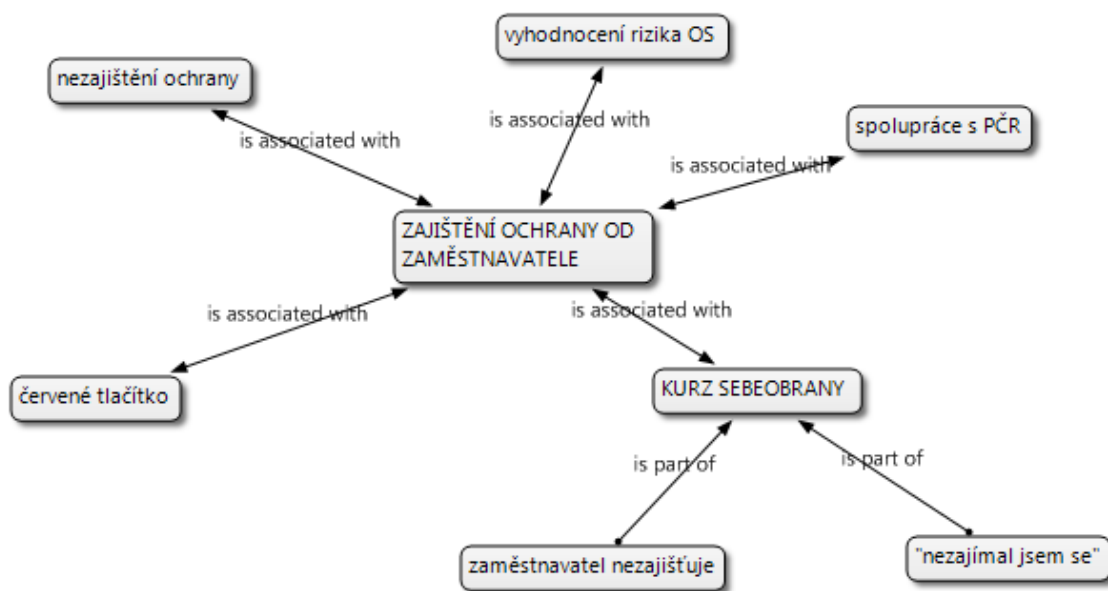 vyhodnocení rizika OS
nezajištění ochrany
is associated with
is associated with
spolupráce s PČR
is associated with
ZAJIŠTĚNÍ OCHRANY OD
ZAMĚSTNAVATELE
is associated with
is associated with
červené tlačítko
KURZ SEBEOBRANY
is part of
is part of
zaměstnavatel nezajišťuje
"nezajímal jsem se"